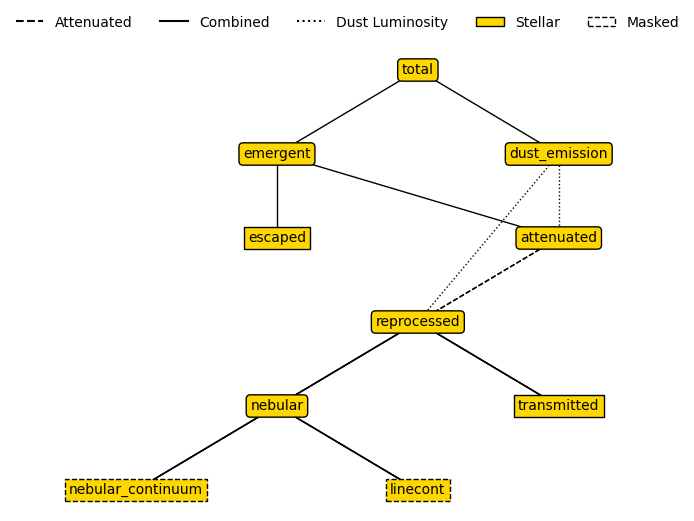 Attenuated Combined Dust Luminosity Stellar Masked
total
emergent dust_emission
escaped attenuated
reprocessed
nebular transmitted
nebular_continuum linecont